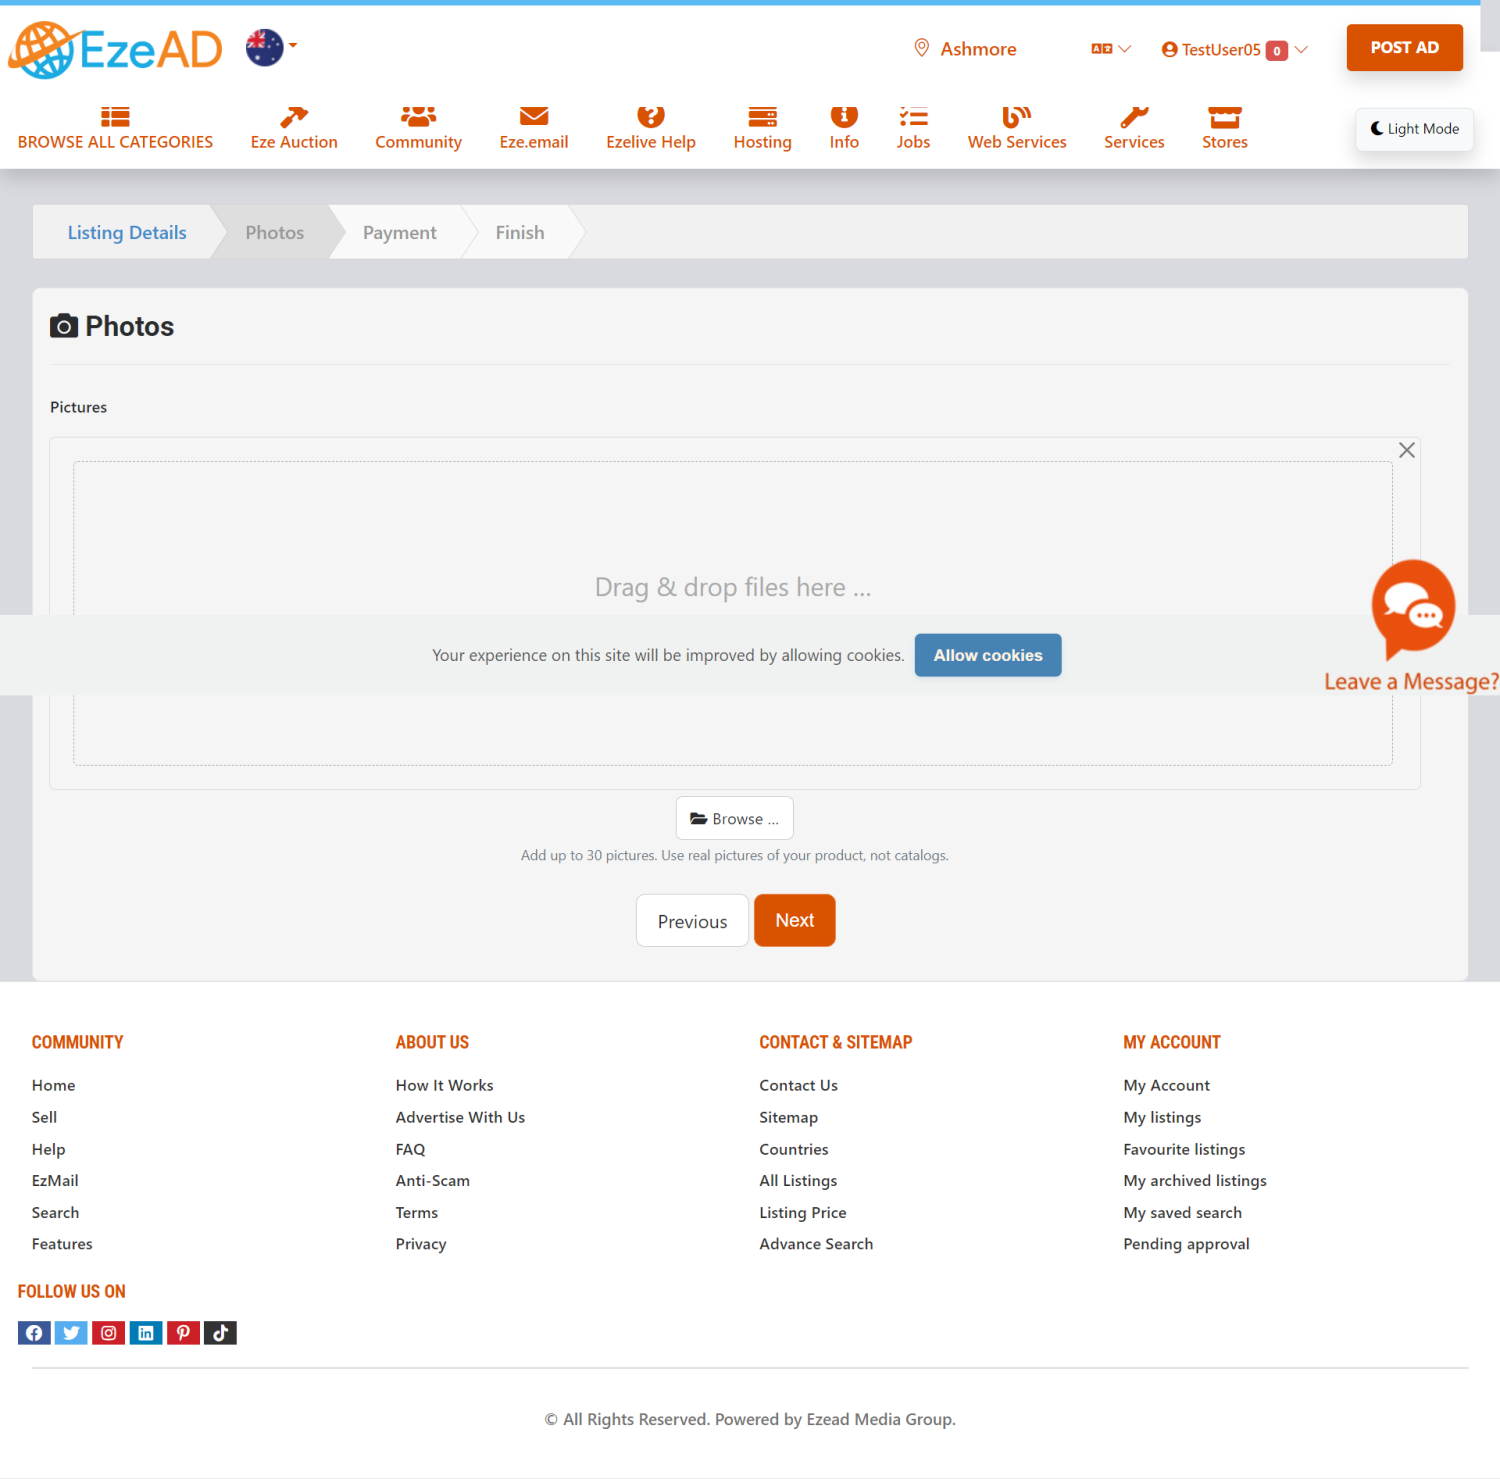 EzeAD
Ashmore
TestUser05 0
POST AD
BROWSE ALL CATEGORIES
Eze Auction
Community
Eze.email
Ezelive Help
Hosting
Info
Jobs
Web Services
Services
Stores
Light Mode
Listing Details
Photos
Payment
Finish
Photos
Pictures
Drag & drop files here ...
Your experience on this site will be improved by allowing cookies.
Allow cookies
Leave a Message?
Browse ...
Add up to 30 pictures. Use real pictures of your product, not catalogs.
Previous
Next
COMMUNITY
Home
Sell
Help
EzMail
Search
Features
ABOUT US
How It Works
Advertise With Us
FAQ
Anti-Scam
Terms
Privacy
CONTACT & SITEMAP
Contact Us
Sitemap
Countries
All Listings
Listing Price
Advance Search
MY ACCOUNT
My Account
My listings
Favourite listings
My archived listings
My saved search
Pending approval
FOLLOW US ON
© All Rights Reserved. Powered by Ezead Media Group.